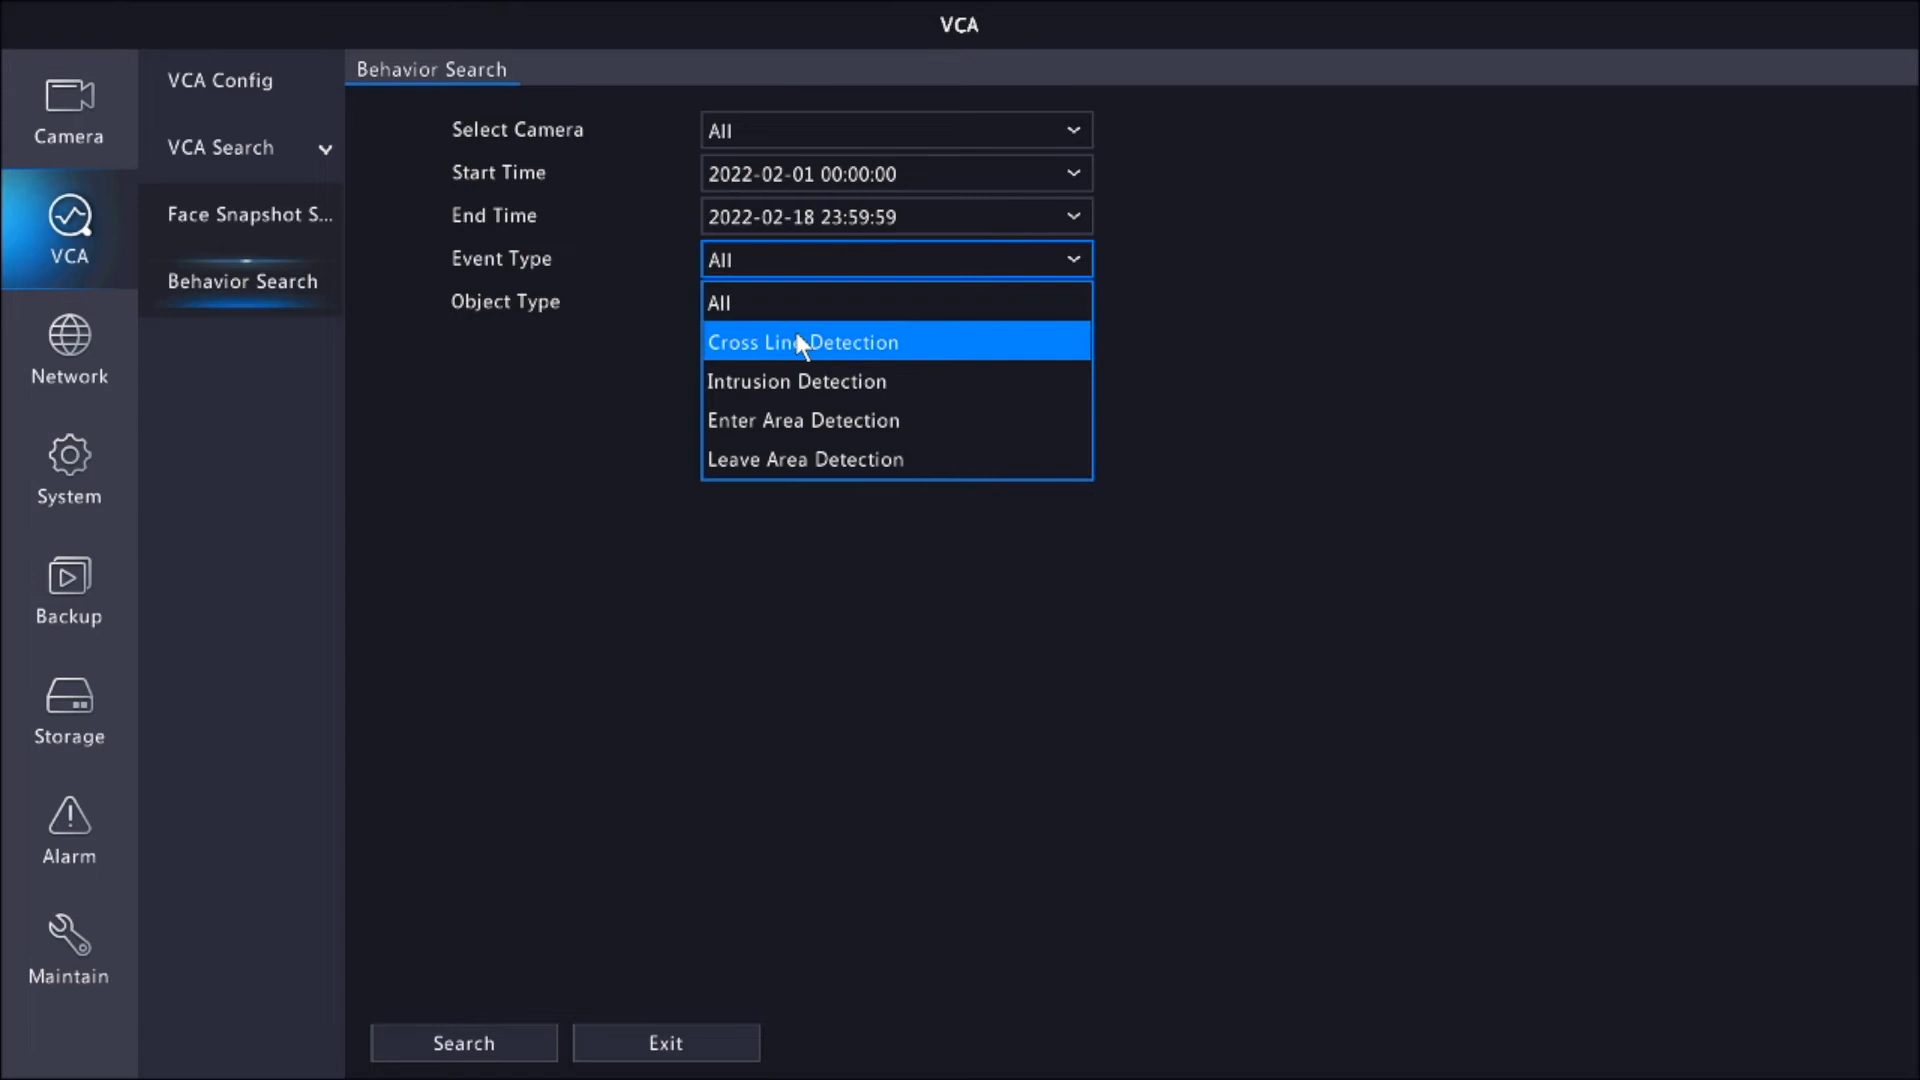 VCA
Camera
VCA
Network
System
Backup
Storage
Alarm
Maintain
VCA Config
VCA Search
Face Snapshot S...
Behavior Search
Behavior Search
Select Camera All
Start Time 2022-02-01 00:00:00
End Time 2022-02-18 23:59:59
Event Type All
Object Type
All
Cross Line Detection
Intrusion Detection
Enter Area Detection
Leave Area Detection
Search Exit